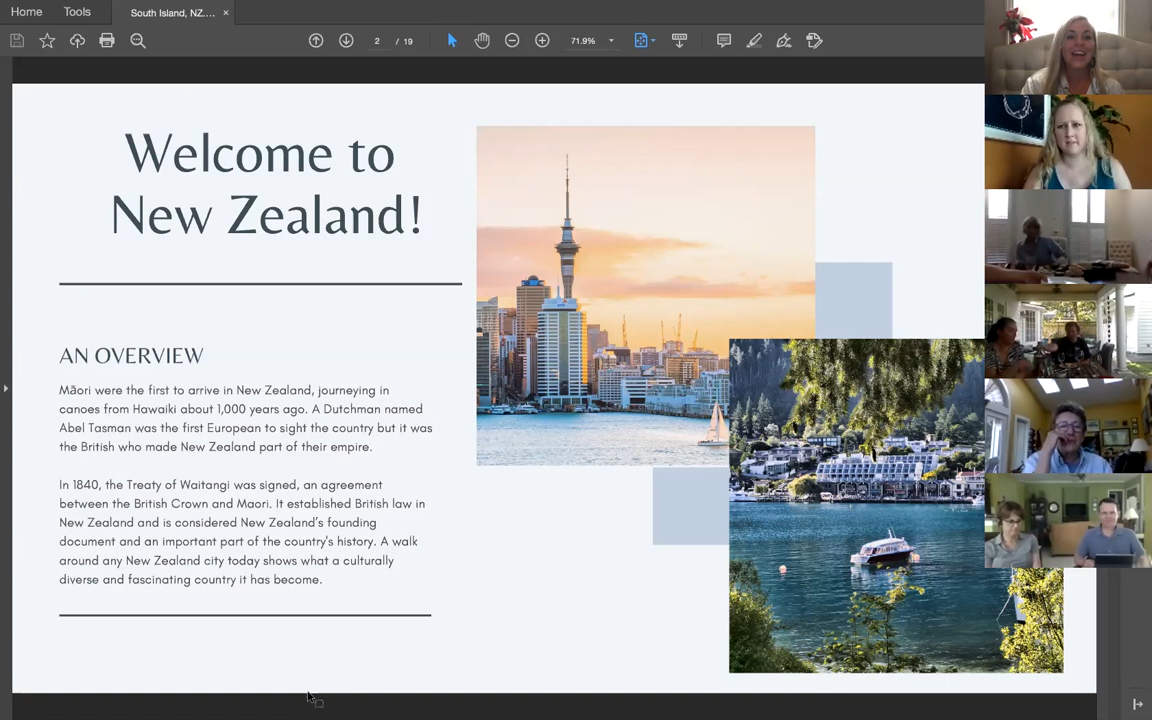 Home
Tools
South Island, NZ....
×
2
/ 19
71.9%
Welcome to
New Zealand!
AN OVERVIEW
Māori were the first to arrive in New Zealand, journeying in
canoes from Hawaiki about 1,000 years ago. A Dutchman named
Abel Tasman was the first European to sight the country but it was
the British who made New Zealand part of their empire.
In 1840, the Treaty of Waitangi was signed, an agreement
between the British Crown and Maori. It established British law in
New Zealand and is considered New Zealand's founding
document and an important part of the country's history. A walk
around any New Zealand city today shows what a culturally
diverse and fascinating country it has become.